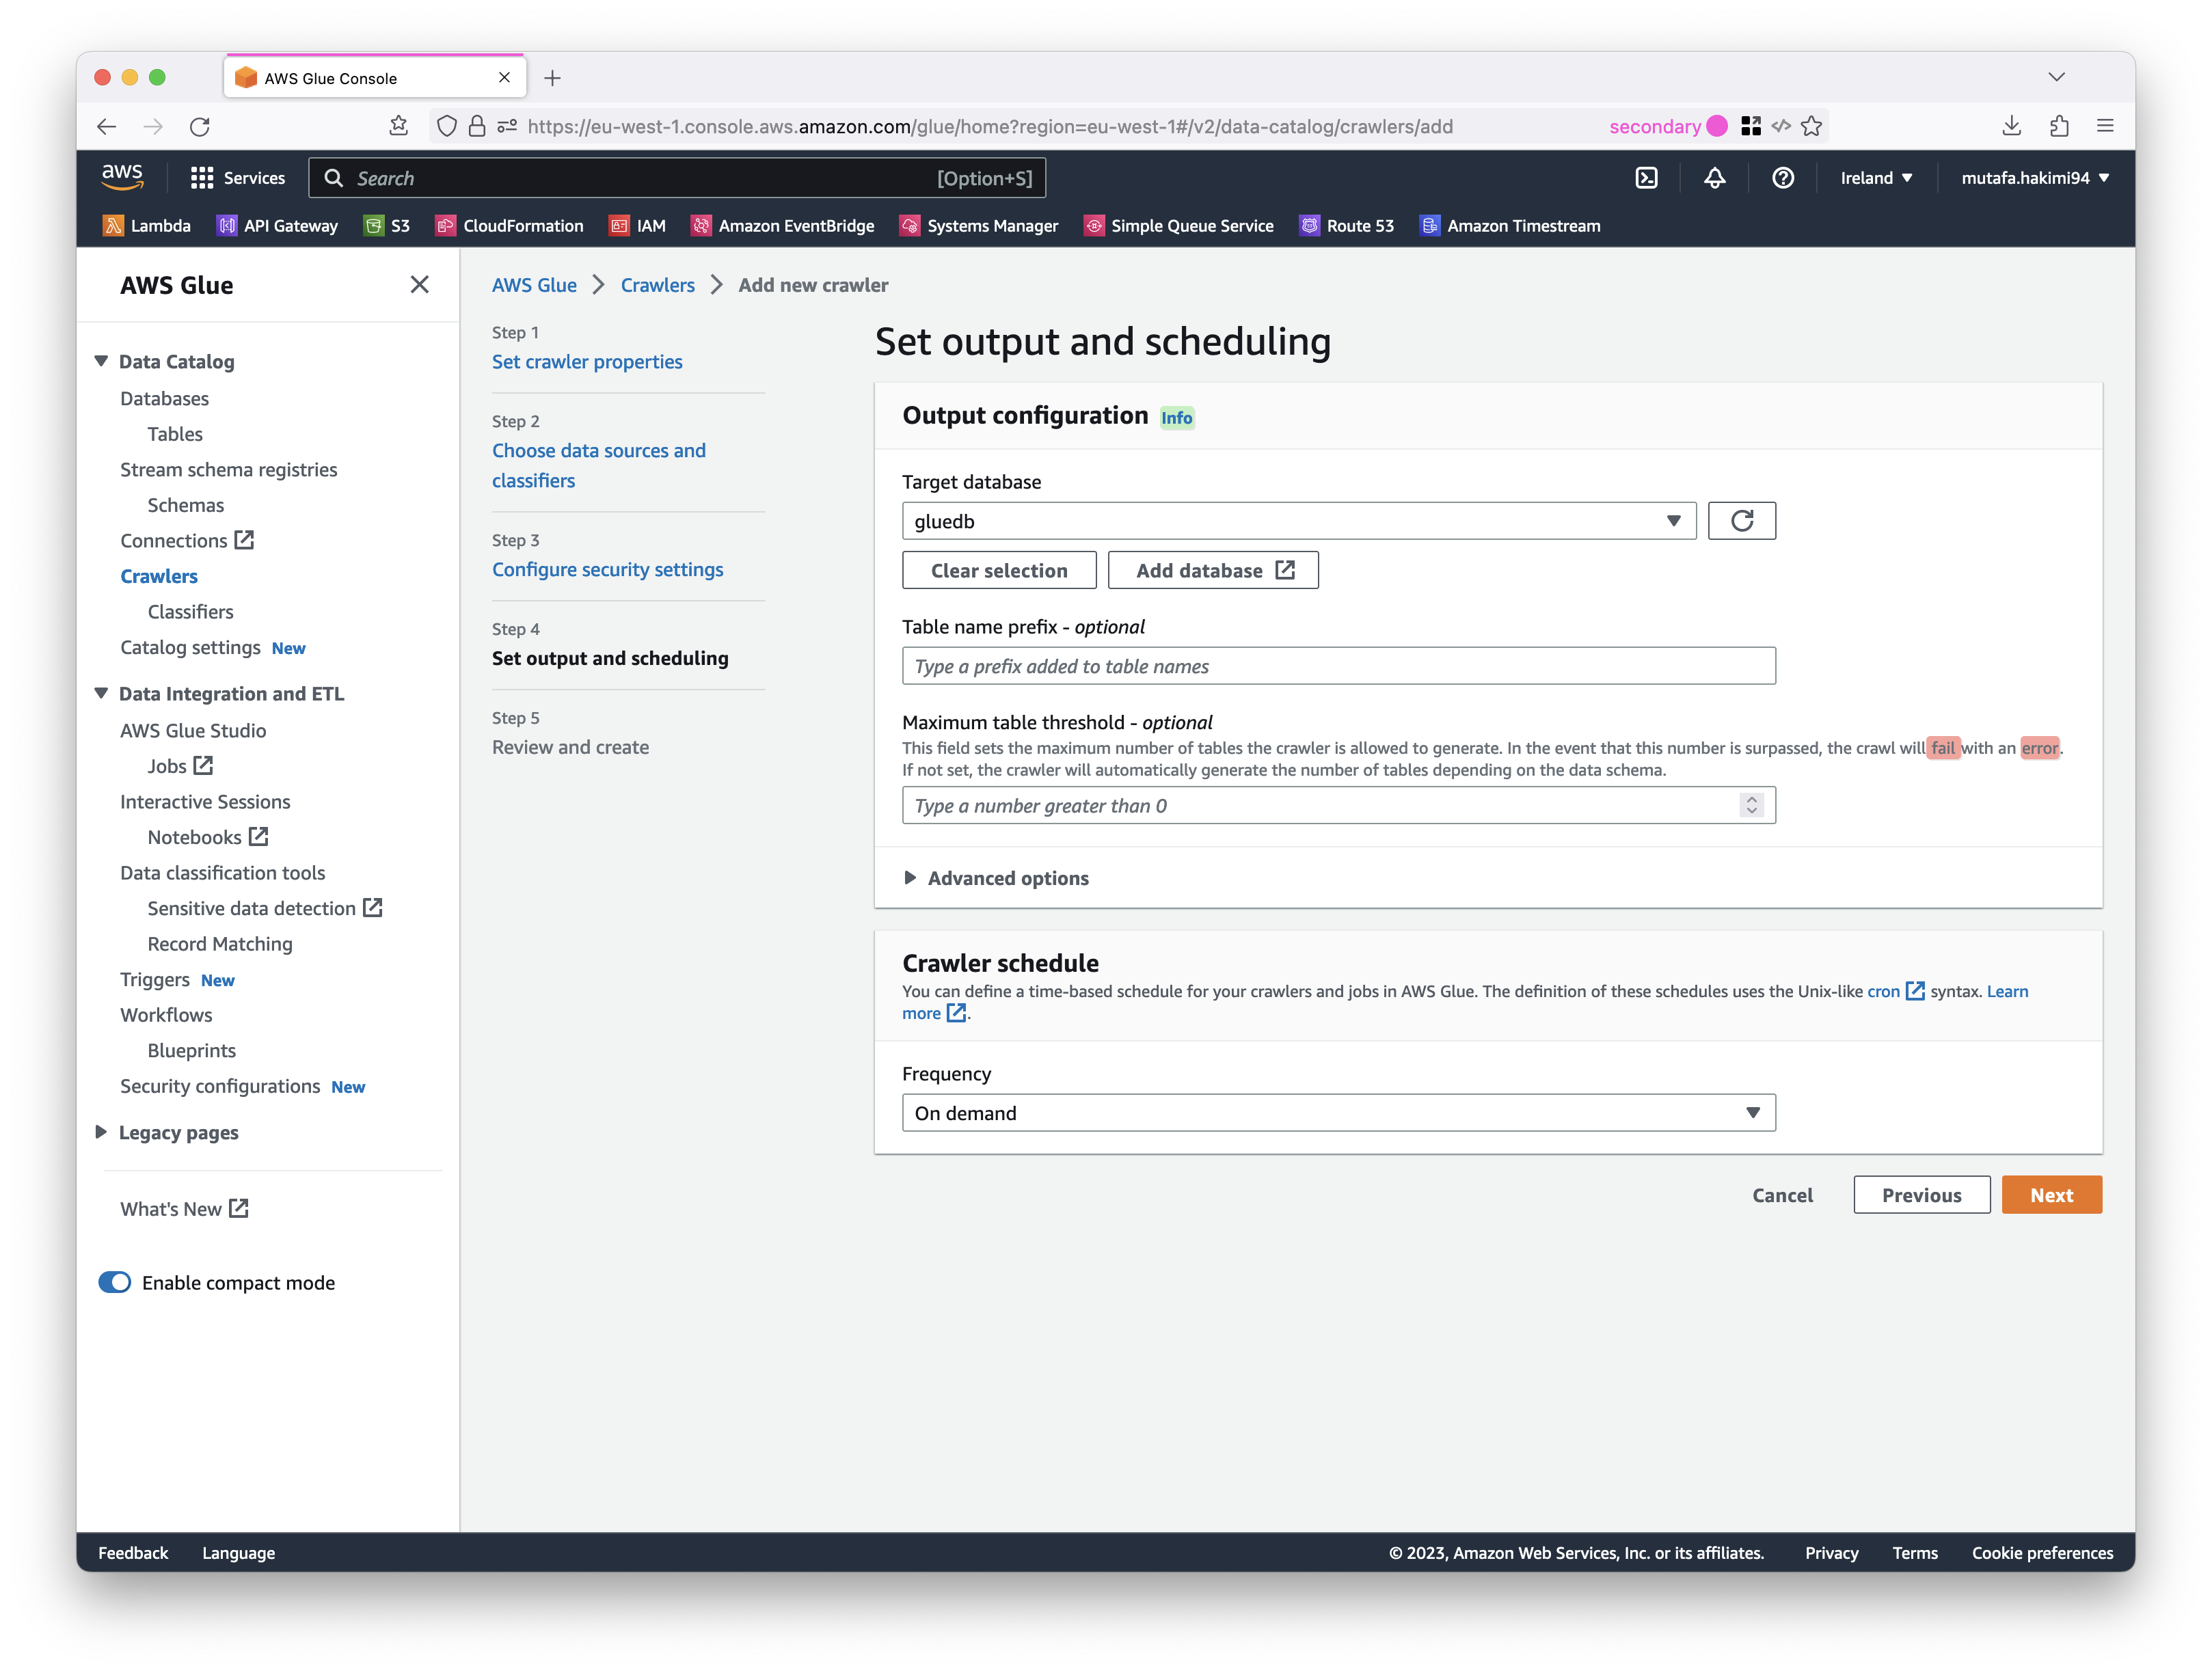 AWS Glue Console
https://eu-west-1.console.aws.amazon.com/glue/home?region=eu-west-1#/v2/data-catalog/crawlers/add
secondary
aws
Services
Search
[Option+S]
Ireland
mutafa.hakimi94
Lambda
API Gateway
S3
CloudFormation
IAM
Amazon EventBridge
Systems Manager
Simple Queue Service
Route 53
Amazon Timestream
AWS Glue
Data Catalog
Databases
Tables
Stream schema registries
Schemas
Connections
Crawlers
Classifiers
Catalog settings New
Data Integration and ETL
AWS Glue Studio
Jobs
Interactive Sessions
Notebooks
Data classification tools
Sensitive data detection
Record Matching
Triggers New
Workflows
Blueprints
Security configurations New
Legacy pages
What's New
Enable compact mode
AWS Glue > Crawlers > Add new crawler
Step 1
Set crawler properties
Step 2
Choose data sources and
classifiers
Step 3
Configure security settings
Step 4
Set output and scheduling
Step 5
Review and create
Set output and scheduling
Output configuration Info
Target database
gluedb
Clear selection
Add database
Table name prefix - optional
Type a prefix added to table names
Maximum table threshold - optional
This field sets the maximum number of tables the crawler is allowed to generate. In the event that this number is surpassed, the crawl will fail with an error.
If not set, the crawler will automatically generate the number of tables depending on the data schema.
Type a number greater than 0
Advanced options
Crawler schedule
You can define a time-based schedule for your crawlers and jobs in AWS Glue. The definition of these schedules uses the Unix-like cron syntax. Learn
more.
Frequency
On demand
Cancel
Previous
Next
Feedback
Language
© 2023, Amazon Web Services, Inc. or its affiliates.
Privacy
Terms
Cookie preferences